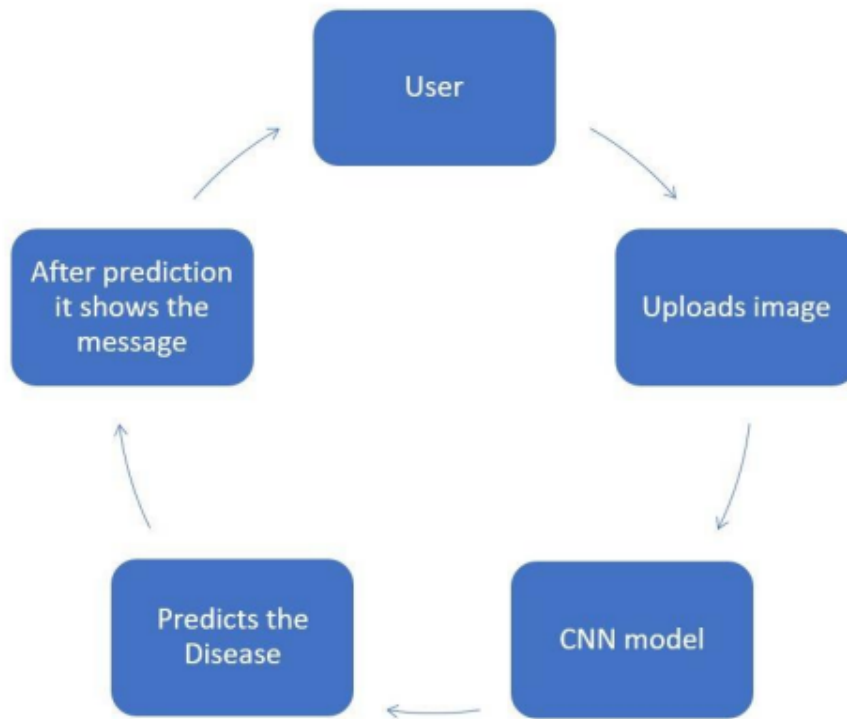 User
Uploads image
CNN model
Predicts the
Disease
After prediction
it shows the
message